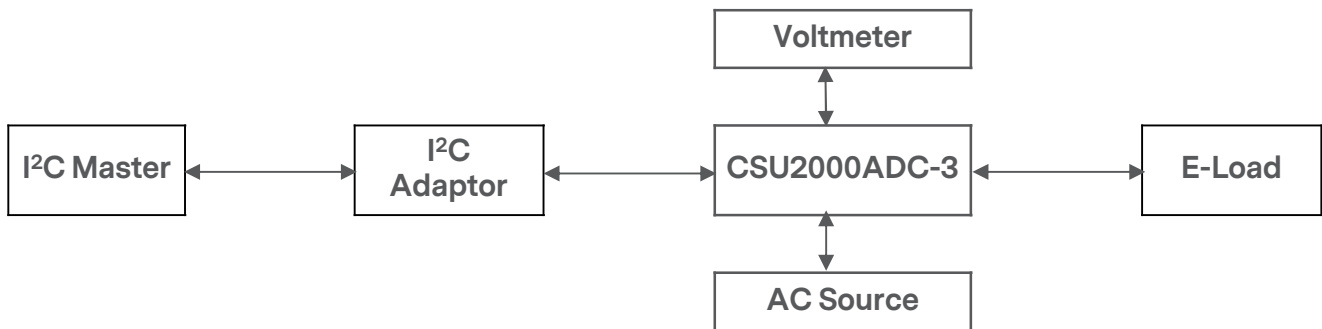 Voltmeter
I²C Master
I²C
Adaptor
CSU2000ADC-3
E-Load
AC Source